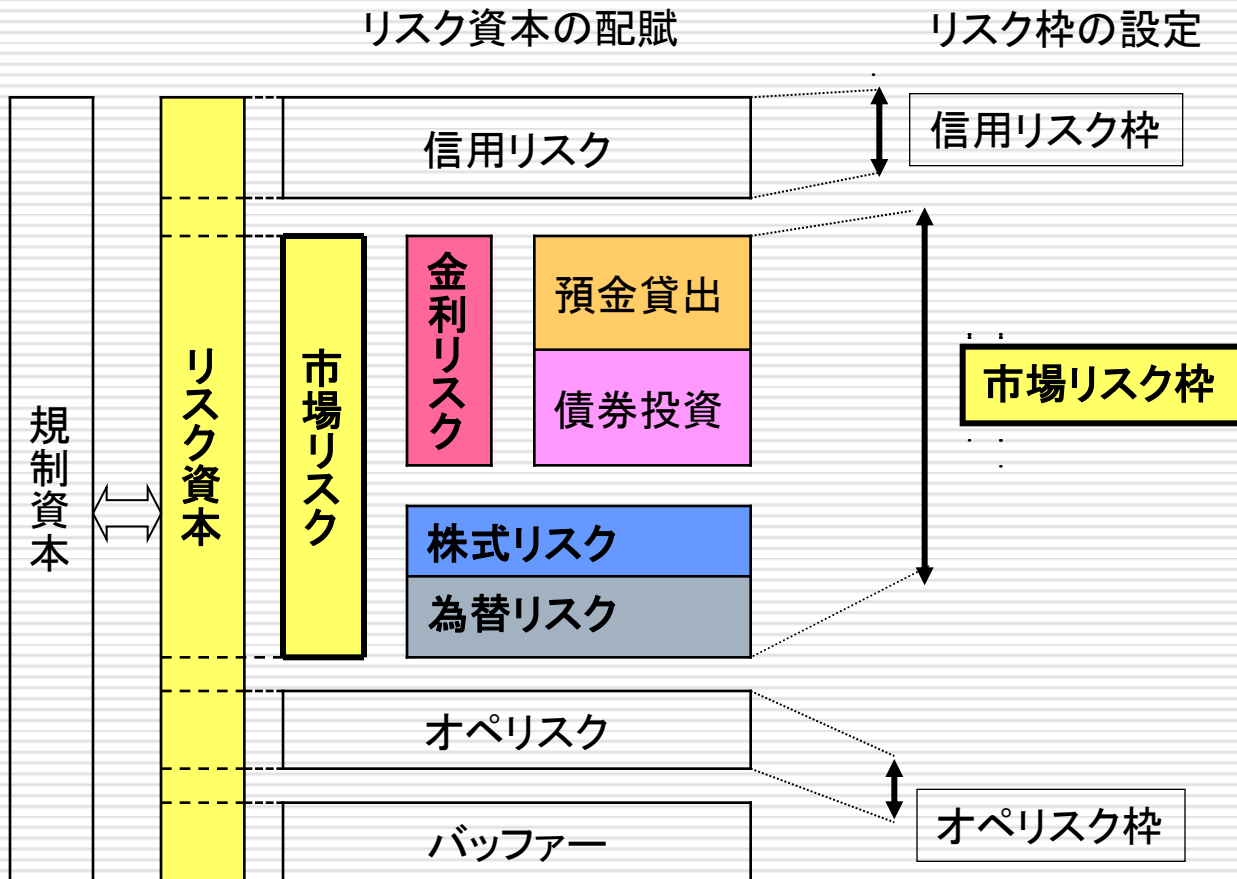 リスク資本の配賦
リスク枠の設定
信用リスク
信用リスク枠
規制資本
リスク資本
市場リスク
金利リスク
預金貸出
債券投資
市場リスク枠
株式リスク
為替リスク
オペリスク
オペリスク枠
バッファー